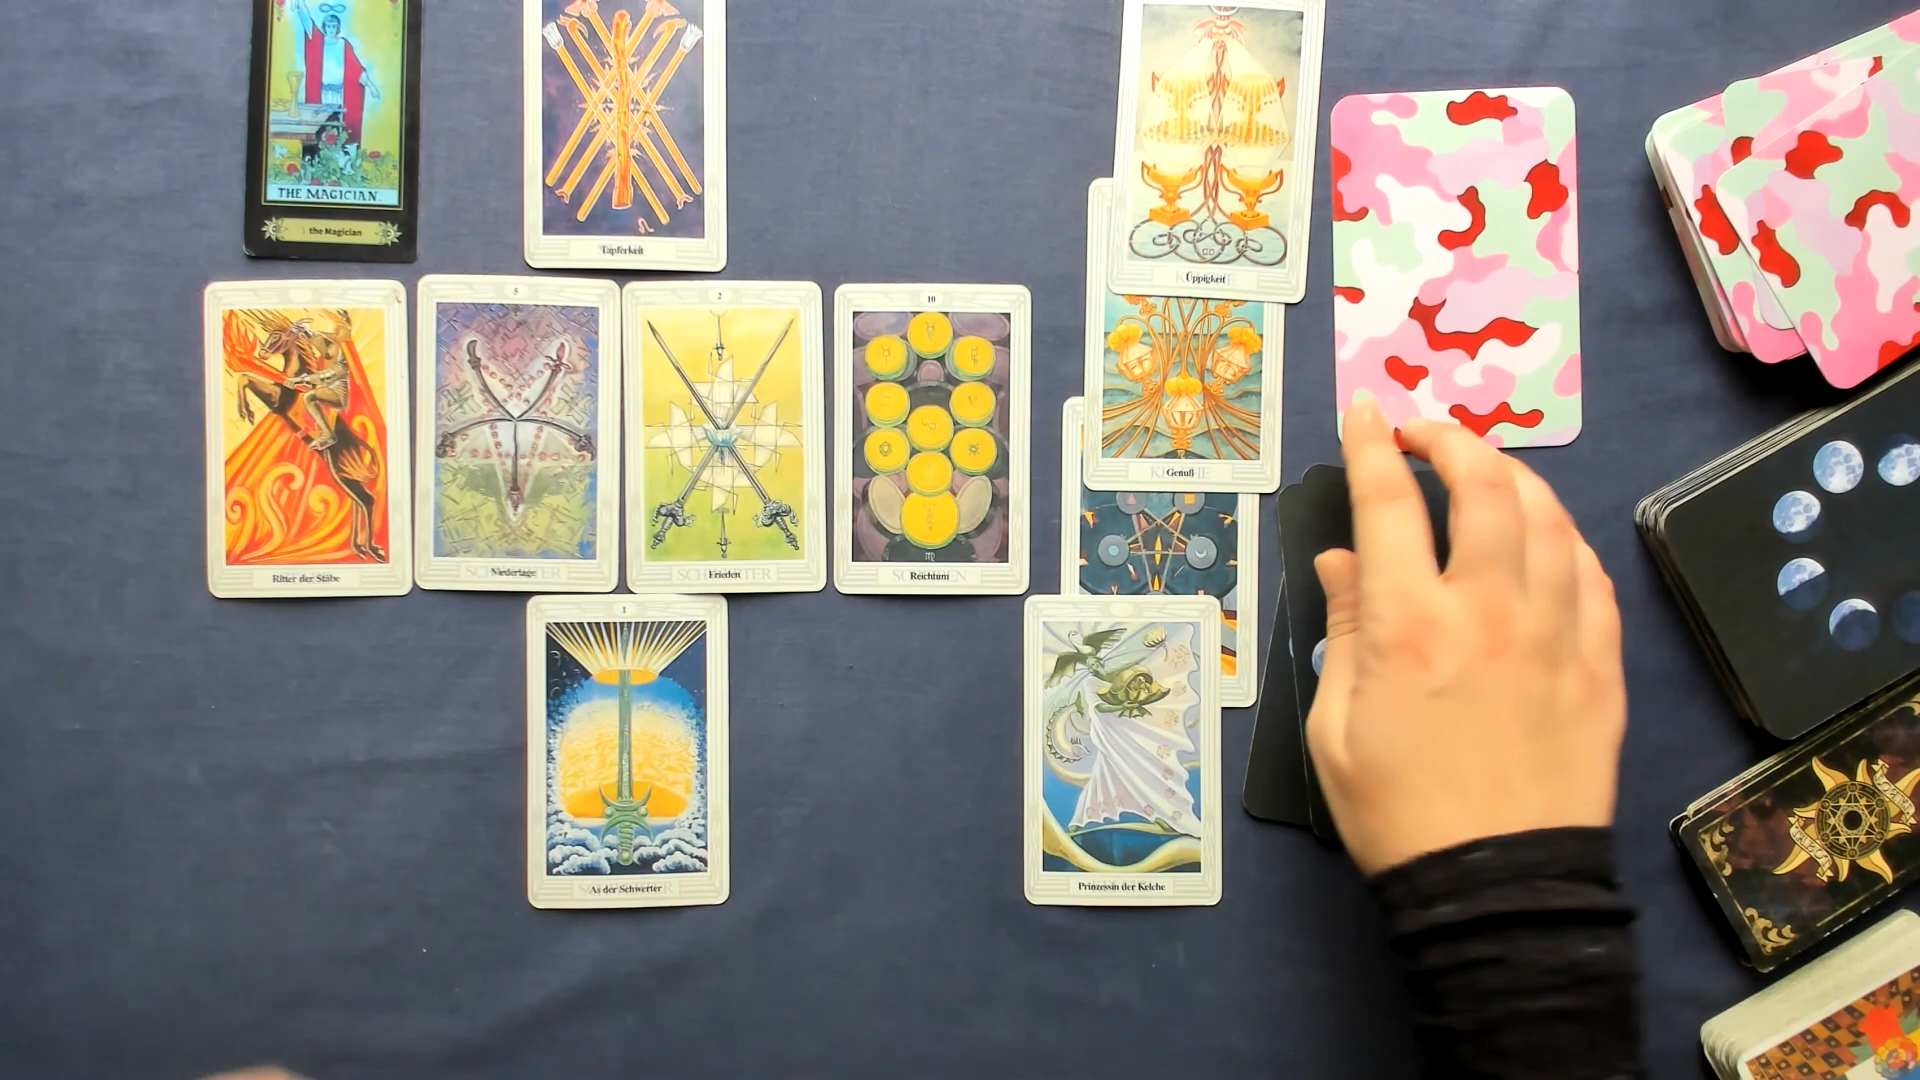 THE MAGICIAN.
the Magician
Tapferkeit
Üppigkeit
Genuß
5
2
10
Ritter der Stäbe
Niederlage
Frieden
Reichtum
1
As der Schwerter
Prinzessin der Kelche